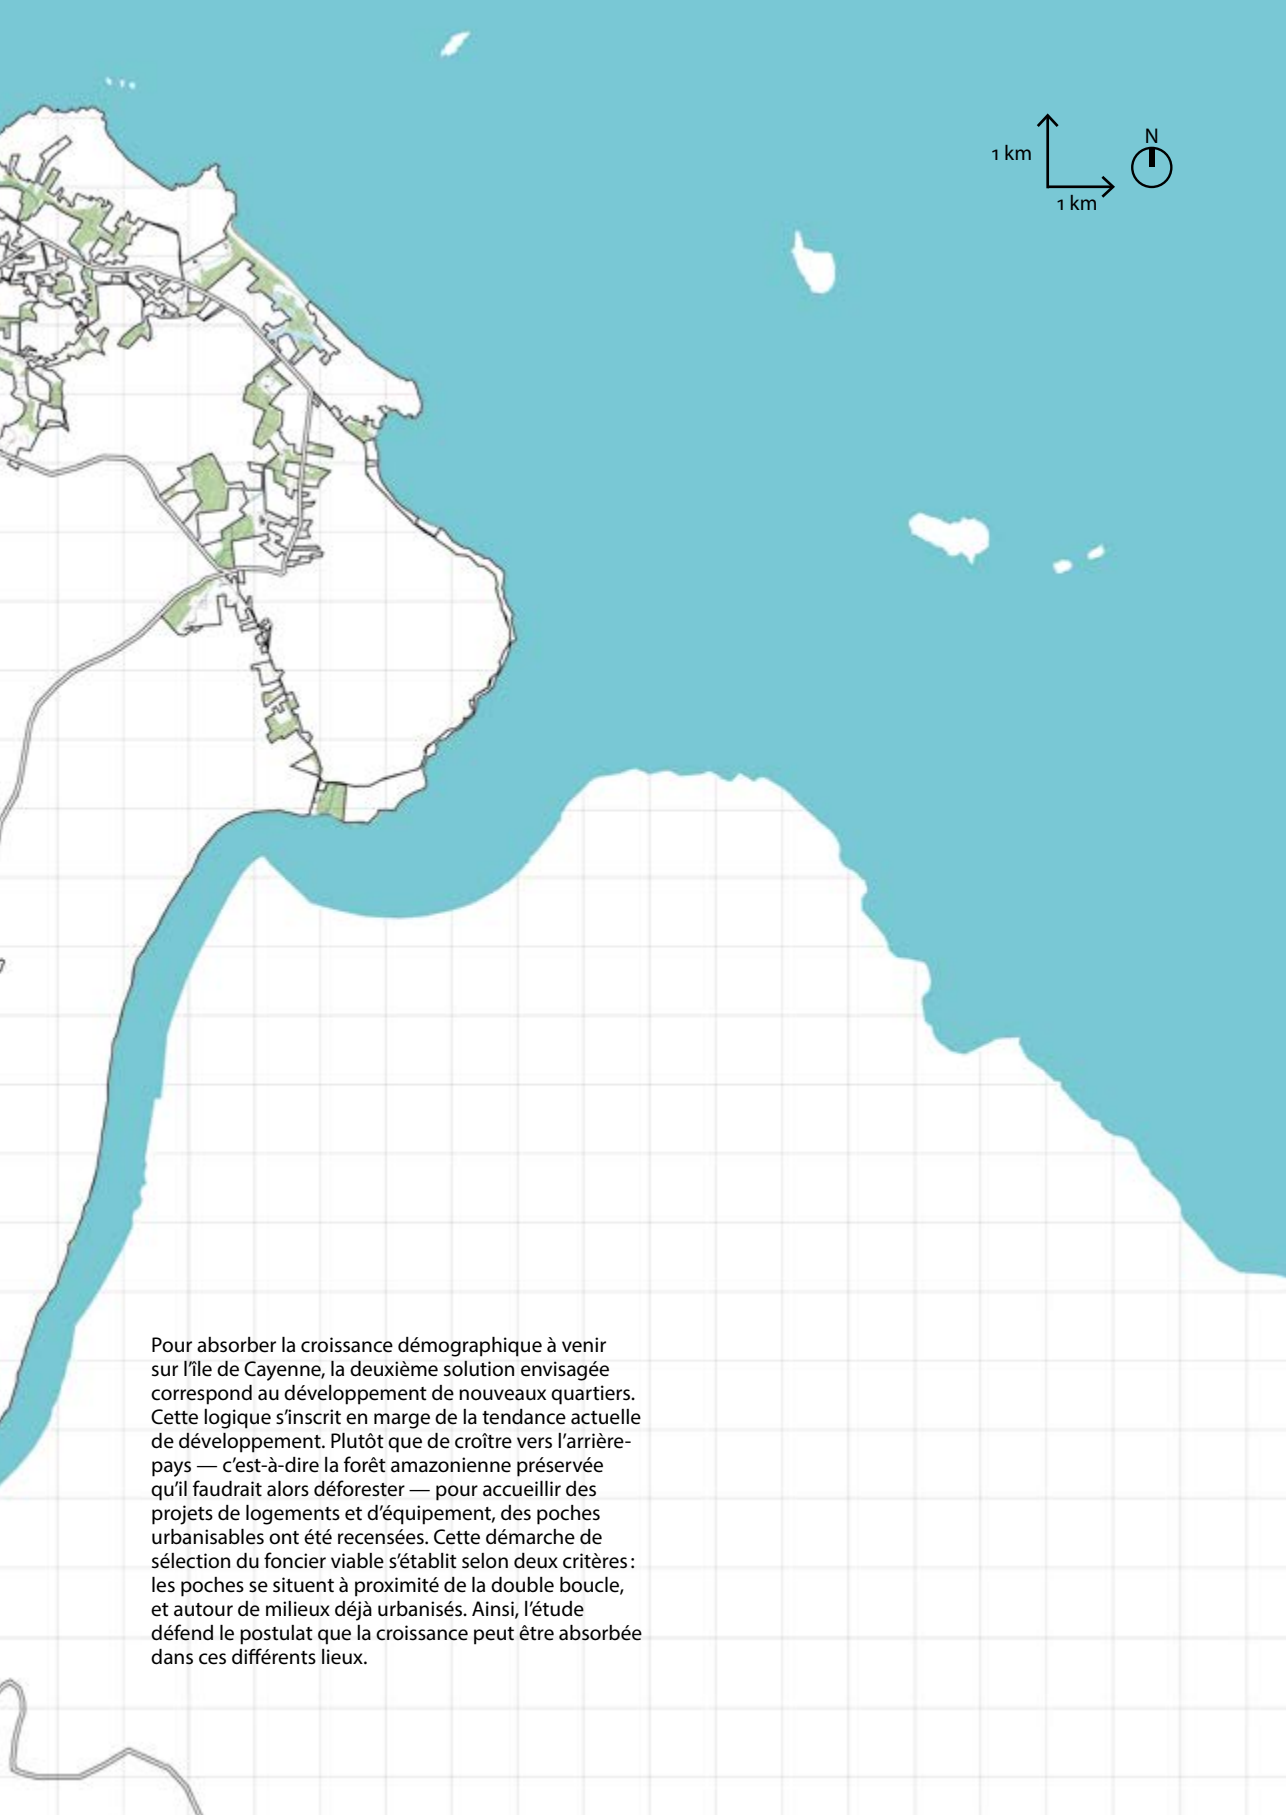 N
1 km
1 km
Pour absorber la croissance démographique à venir
sur l’île de Cayenne, la deuxième solution envisagée
correspond au développement de nouveaux quartiers.
Cette logique s’inscrit en marge de la tendance actuelle
de développement. Plutôt que de croître vers l’arrière-
pays — c’est-à-dire la forêt amazonienne préservée
qu’il faudrait alors déforester — pour accueillir des
projets de logements et d’équipement, des poches
urbanisables ont été recensées. Cette démarche de
sélection du foncier viable s’établit selon deux critères :
les poches se situent à proximité de la double boucle,
et autour de milieux déjà urbanisés. Ainsi, l’étude
défend le postulat que la croissance peut être absorbée
dans ces différents lieux.